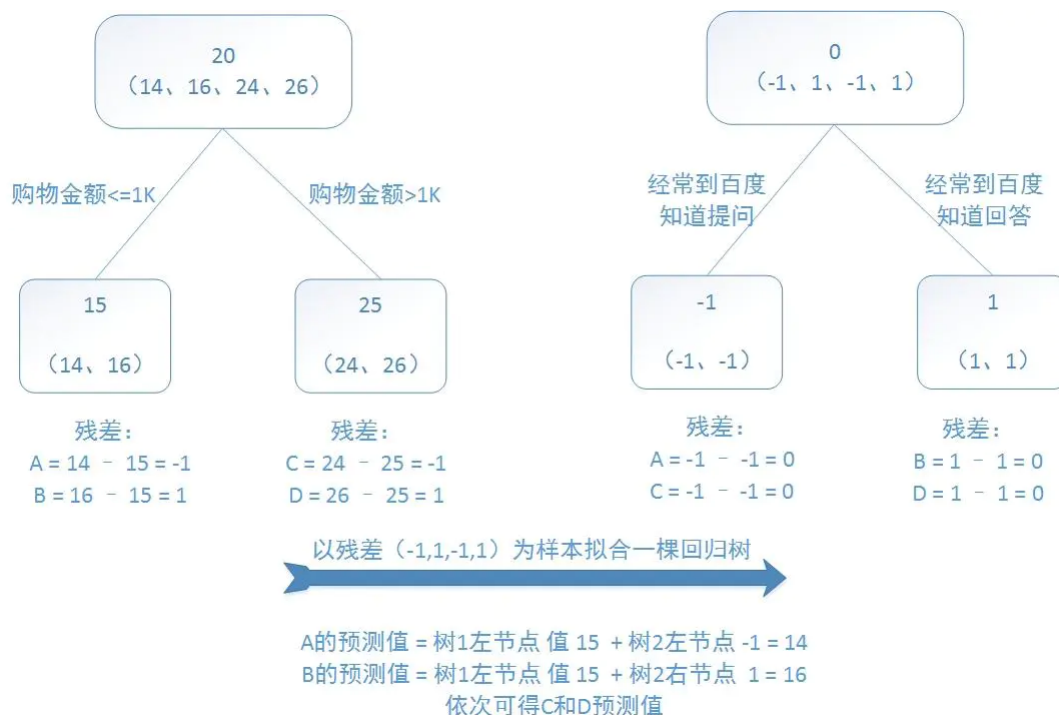 20
（14、16、24、26）
购物金额<=1K
购物金额>1K
15
（14、16）
25
（24、26）
残差：
A = 14 - 15 = -1
B = 16 - 15 = 1
残差：
C = 24 - 25 = -1
D = 26 - 25 = 1
0
（-1、1、-1、1）
经常到百度
知道提问
经常到百度
知道回答
-1
（-1、-1）
1
（1、1）
残差：
A = -1 - -1 = 0
C = -1 - -1 = 0
残差：
B = 1 - 1 = 0
D = 1 - 1 = 0
以残差（-1,1,-1,1）为样本拟合一棵回归树
A的预测值 = 树1左节点 值 15 + 树2左节点 -1 = 14
B的预测值 = 树1左节点 值 15 + 树2右节点 1 = 16
依次可得C和D预测值